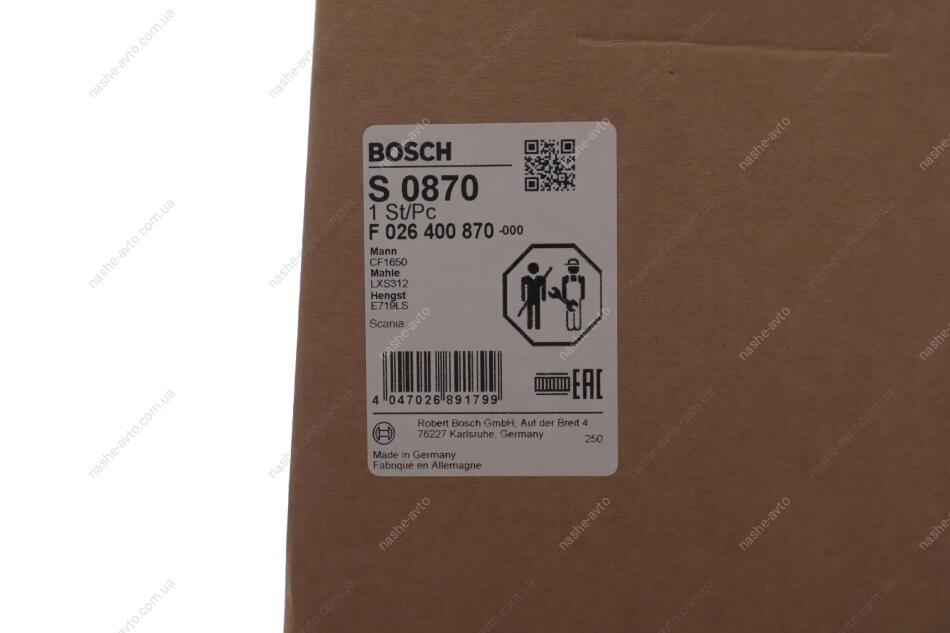 BOSCH
S 0870
1 St/Pc
F 026 400 870 -000
Mann
CF1650
Mahle
LXS312
Hengst
E719LS
Scania
EAC
4 047026 891799
Robert Bosch GmbH, Auf der Breit 4,
76227 Karlsruhe, Germany
250
Made in Germany
Fabriqué en Allemagne
nashe-avto.com.ua